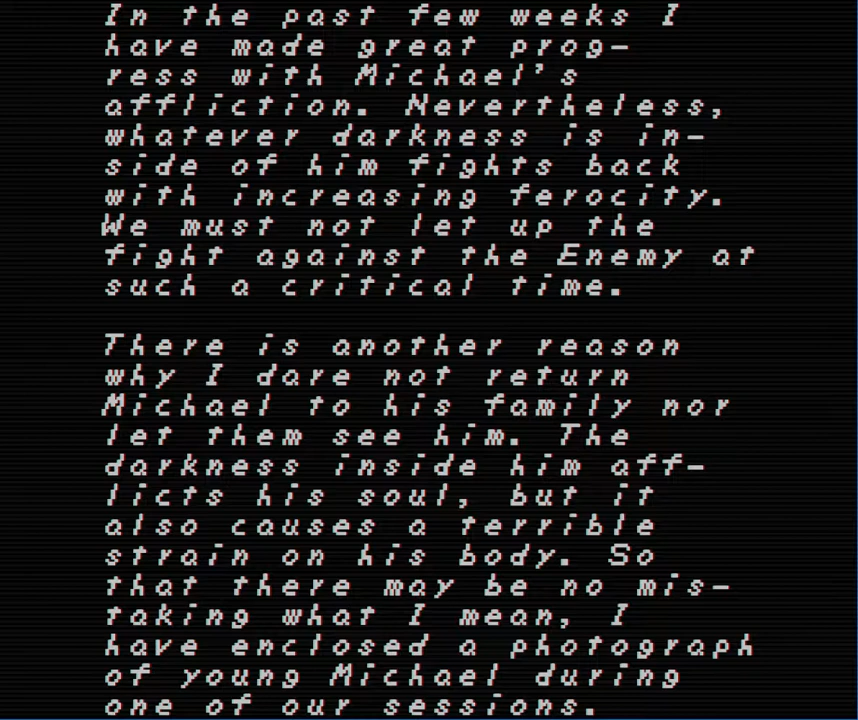 In the past few weeks I
have made great prog-
ress with Michael's
affliction. Nevertheless,
whatever darkness is in-
side of him fights back
with increasing ferocity.
We must not let up the
fight against the Enemy at
such a critical time.
There is another reason
why I dare not return
Michael to his family nor
let them see him. The
darkness inside him aff-
licts his soul, but it
also causes a terrible
strain on his body. So
that there may be no mis-
taking what I mean, I
have enclosed a photograph
of young Michael during
one of our sessions.